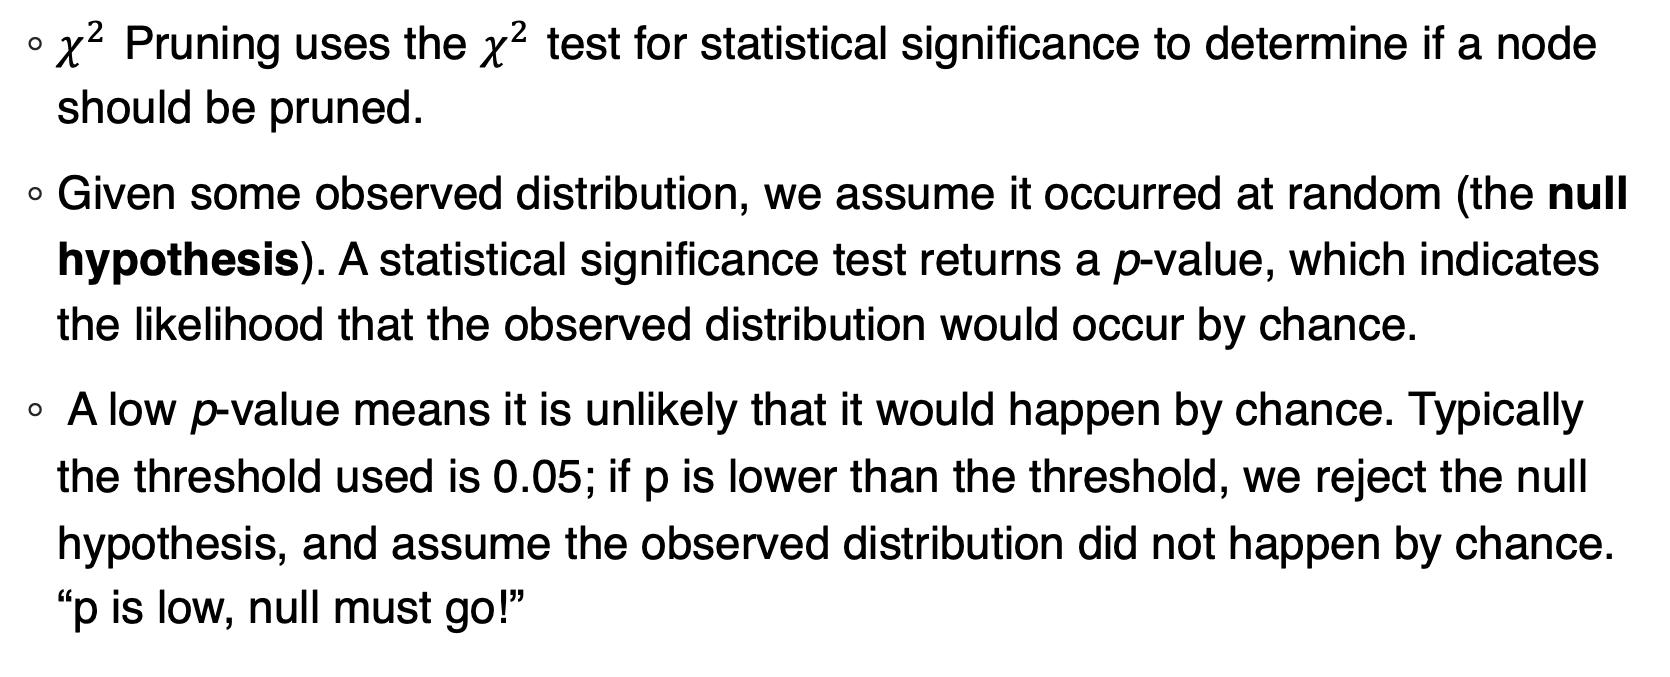 ◦ χ² Pruning uses the χ² test for statistical significance to determine if a node
should be pruned.
◦ Given some observed distribution, we assume it occurred at random (the null
hypothesis). A statistical significance test returns a p-value, which indicates
the likelihood that the observed distribution would occur by chance.
◦ A low p-value means it is unlikely that it would happen by chance. Typically
the threshold used is 0.05; if p is lower than the threshold, we reject the null
hypothesis, and assume the observed distribution did not happen by chance.
“p is low, null must go!”